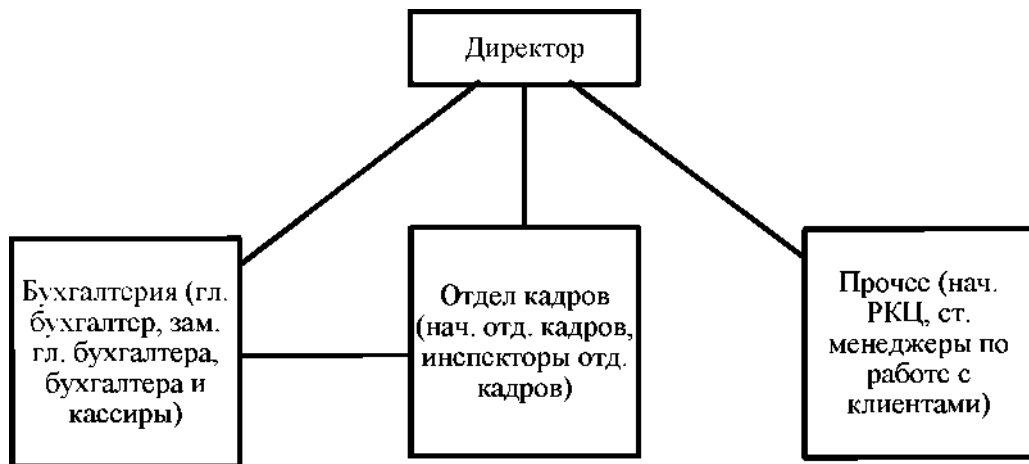 Директор
Бухгалтерия (гл.
бухгалтер, зам.
гл. бухгалтера,
бухгалтера и
кассиры)
Отдел кадров
(нач. отд. кадров,
инспекторы отд.
кадров)
Прочее (нач.
РКЦ, ст.
менеджеры по
работе с
клиентами)